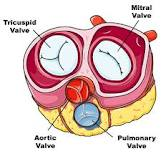 Mitral
Valve
Tricuspid
Valve
Aortic
Valve
Pulmonary
Valve